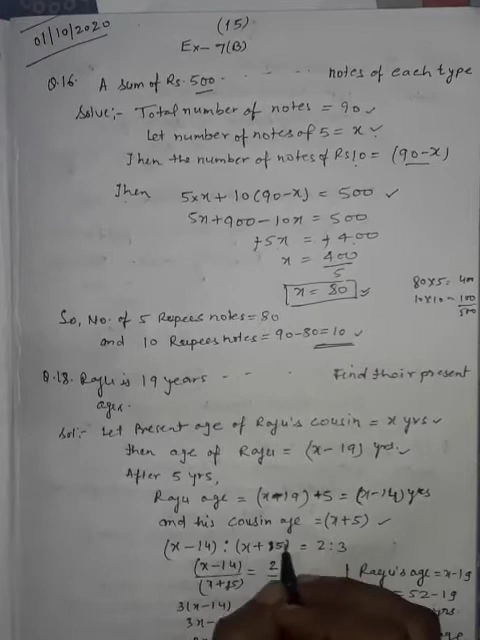 01/10/2020
(15)
Ex-7(B)
Q.16. A sum of Rs. 500. - - - notes of each type
Solve:- Total number of notes = 90
Let number of notes of 5 = x
Then the number of notes of Rs 10 = (90-x)
Then 5×x + 10(90-x) = 500
5x+900-10x = 500
+5x = +400
x = 400
5
x = 80
80×5= 400
10×10= 100
500
So, No. of 5 Rupees notes = 80
and 10 Rupees notes = 90-80=10
Q.18. Raju is 19 years - - - Find their present
ages.
Sol:- Let Present age of Raju's cousin = x yrs
then age of Raju = (x-19) yrs.
After 5 yrs,
Raju age = (x-19)+5 = (x-14) yrs
and his cousin age = (x+5)
(x-14) : (x+5) = 2:3
(x-14) = 2
(x+5)
3(x-14)
3x-
Raju's age = x-19
= 52-19
yrs.